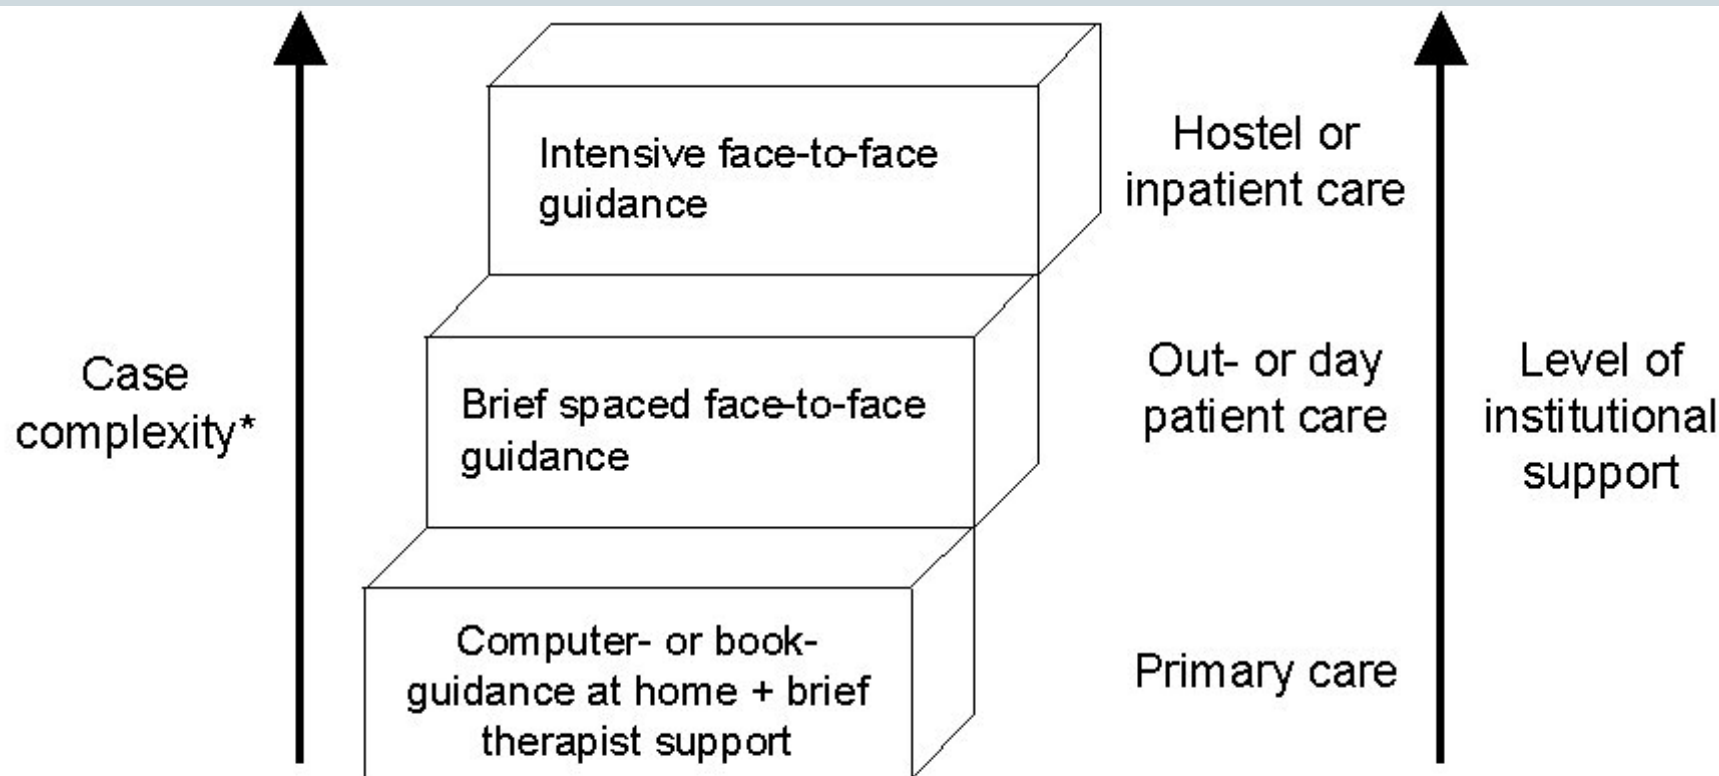 Case
complexity*
Intensive face-to-face
guidance
Hostel or
inpatient care
Brief spaced face-to-face
guidance
Out- or day
patient care
Computer- or book-
guidance at home + brief
therapist support
Primary care
Level of
institutional
support